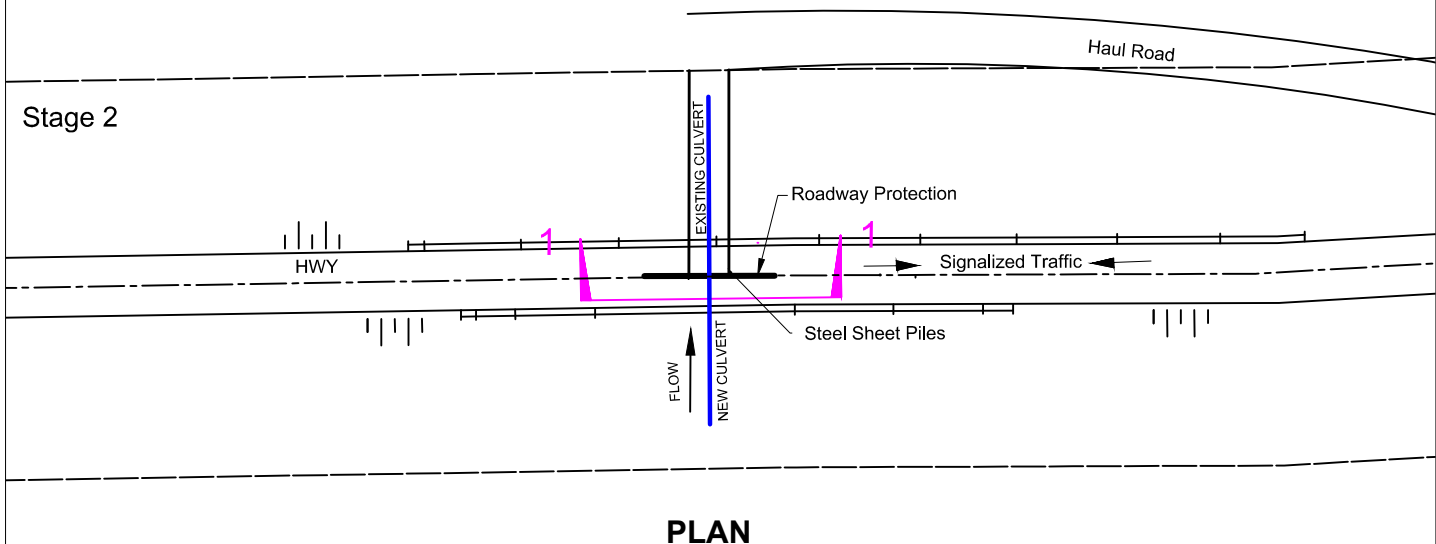 Haul Road
Stage 2
EXISTING CULVERT
Roadway Protection
1
1
HWY
Signalized Traffic
Steel Sheet Piles
FLOW
NEW CULVERT
PLAN